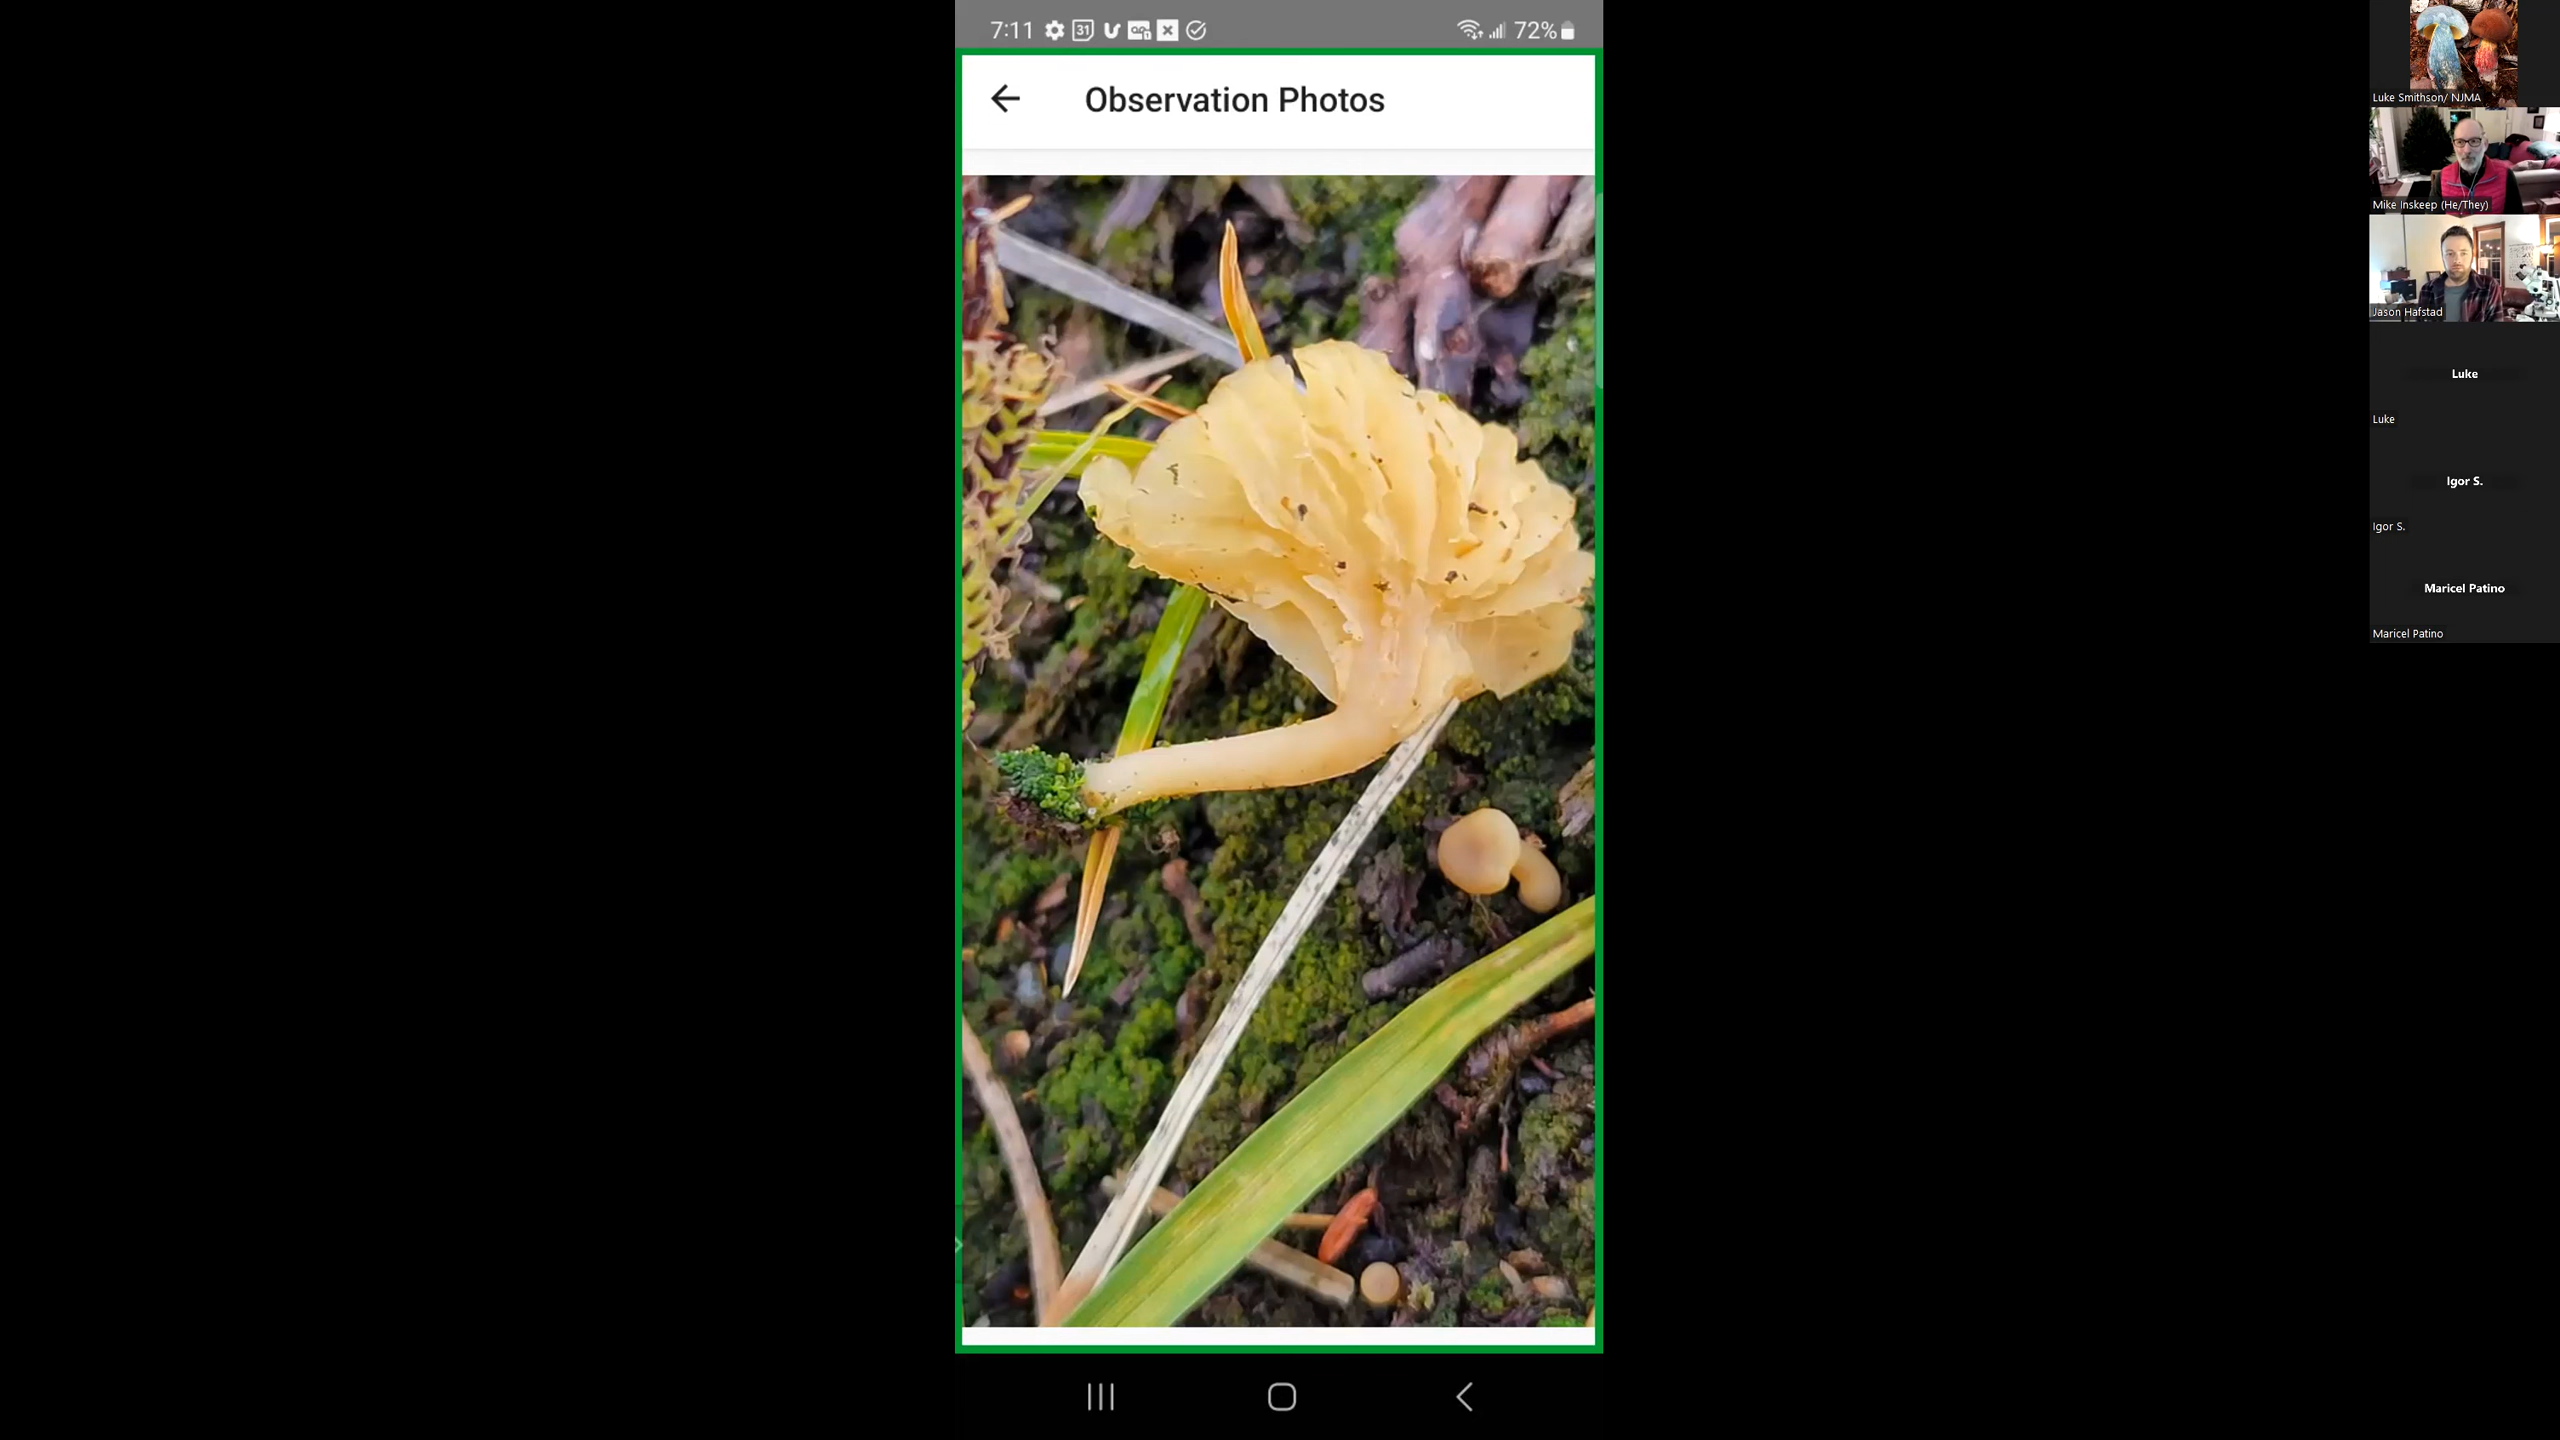 7:11
31
72%
Observation Photos
Luke Smithson/ NJMA
Mike Inskeep (He/They)
Jason Hafstad
Luke
Luke
Igor S.
Igor S.
Maricel Patino
Maricel Patino